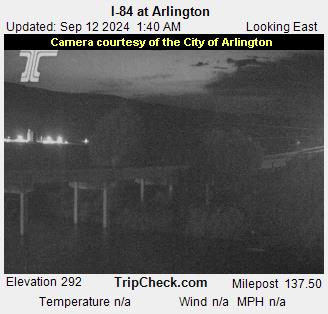 I-84 at Arlington
Updated: Sep 12 2024 1:40 AM Looking East
Camera courtesy of the City of Arlington
Elevation 292 TripCheck.com Milepost 137.50
Temperature n/a Wind n/a MPH n/a